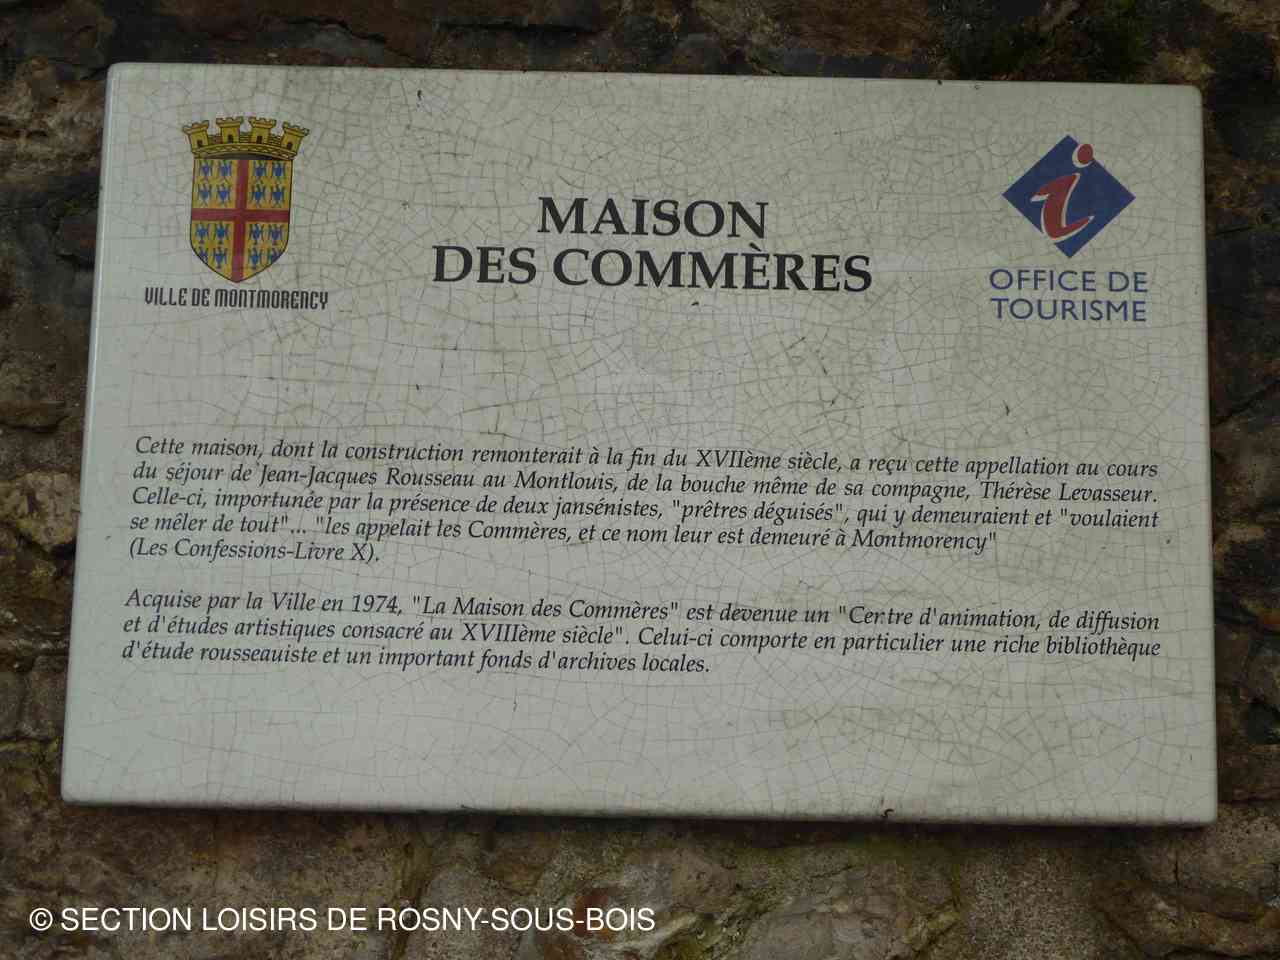 MAISON
DES COMMÈRES
VILLE DE MONTMORENCY
OFFICE DE
TOURISME
Cette maison, dont la construction remonterait à la fin du XVIIème siècle, a reçu cette appellation au cours
du séjour de Jean-Jacques Rousseau au Montlouis, de la bouche même de sa compagne, Thérèse Levasseur.
Celle-ci, importunée par la présence de deux jansénistes, "prêtres déguisés", qui y demeuraient et "voulaient
se mêler de tout"... "les appelait les Commères, et ce nom leur est demeuré à Montmorency"
(Les Confessions-Livre X).
Acquise par la Ville en 1974, "La Maison des Commères" est devenue un "Centre d'animation, de diffusion
et d'études artistiques consacré au XVIIIème siècle". Celui-ci comporte en particulier une riche bibliothèque
d'étude rousseauiste et un important fonds d'archives locales.
© SECTION LOISIRS DE ROSNY-SOUS-BOIS